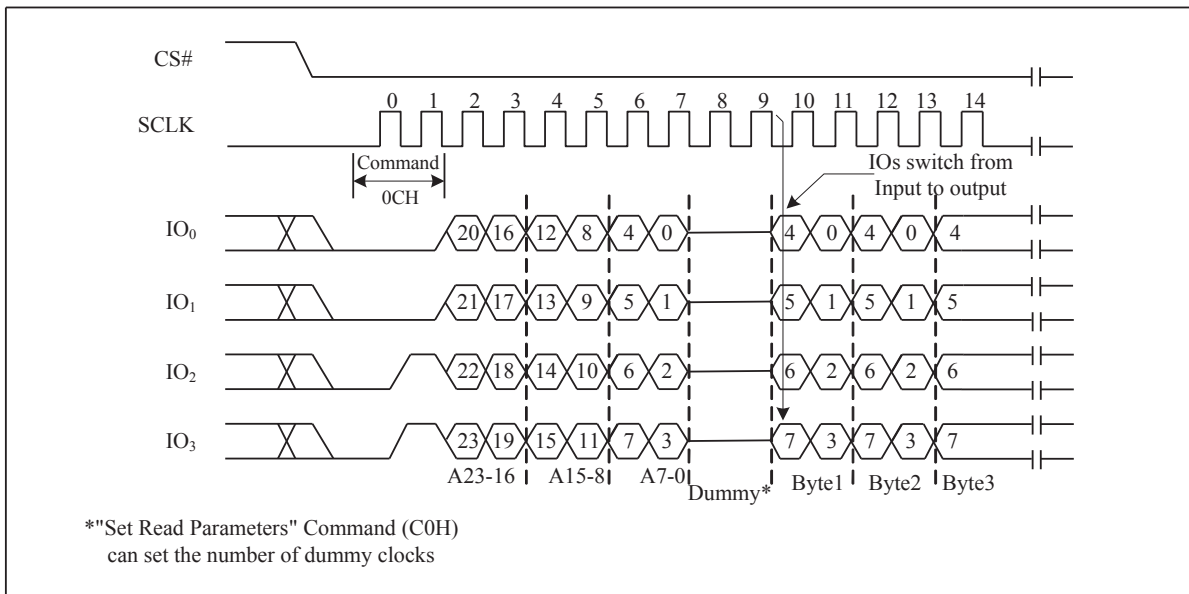 CS#
0 1 2 3 4 5 6 7 8 9 10 11 12 13 14
SCLK
Command
0CH
IOs switch from
Input to output
IO0 20 16 12 8 4 0 4 0 4 0 4
IO1 21 17 13 9 5 1 5 1 5 1 5
IO2 22 18 14 10 6 2 6 2 6 2 6
IO3 23 19 15 11 7 3 7 3 7 3 7
A23-16 A15-8 A7-0 Dummy* Byte1 Byte2 Byte3
*"Set Read Parameters" Command (C0H)
can set the number of dummy clocks